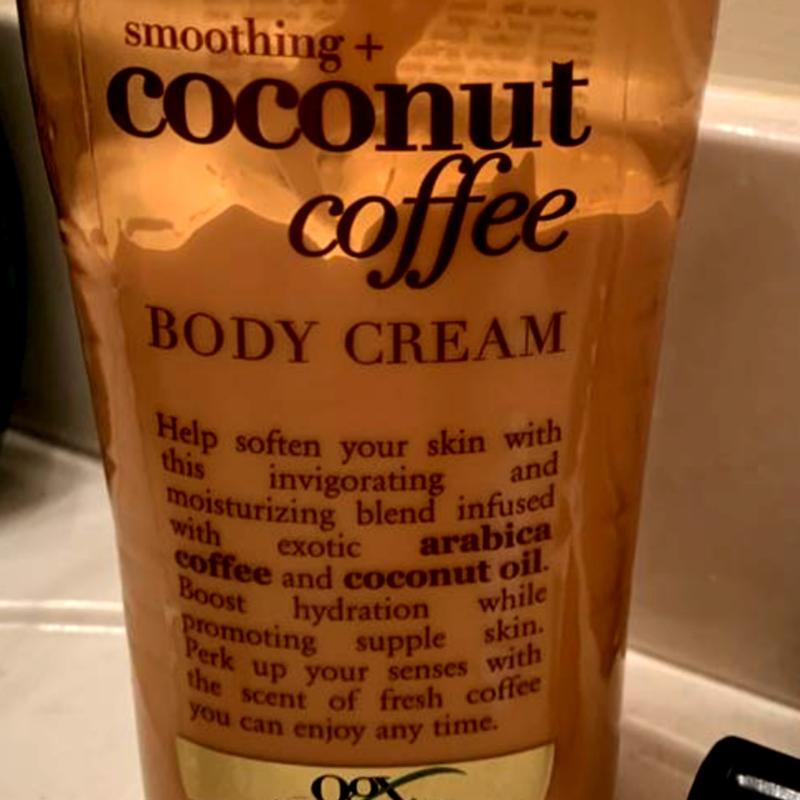 smoothing +
coconut
coffee
BODY CREAM
Help soften your skin with
this invigorating and
moisturizing blend infused
with exotic arabica
coffee and coconut oil.
Boost hydration while
promoting supple skin.
Perk up your senses with
the scent of fresh coffee
you can enjoy any time.
OGX